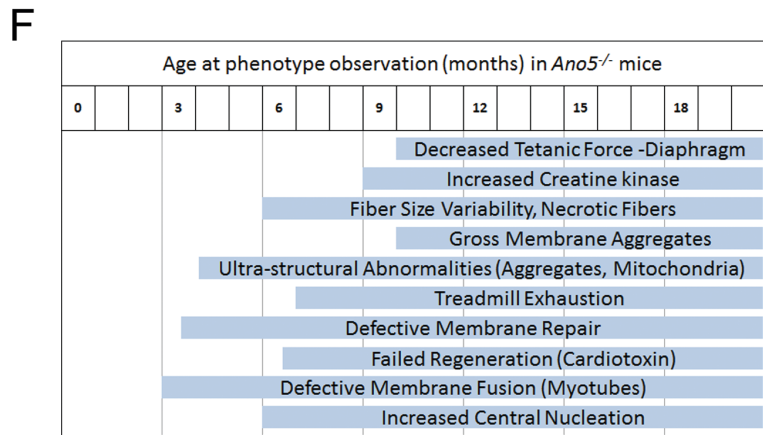 F
Age at phenotype observation (months) in Ano5-/- mice
0 3 6 9 12 15 18
Decreased Tetanic Force -Diaphragm
Increased Creatine kinase
Fiber Size Variability, Necrotic Fibers
Gross Membrane Aggregates
Ultra-structural Abnormalities (Aggregates, Mitochondria)
Treadmill Exhaustion
Defective Membrane Repair
Failed Regeneration (Cardiotoxin)
Defective Membrane Fusion (Myotubes)
Increased Central Nucleation